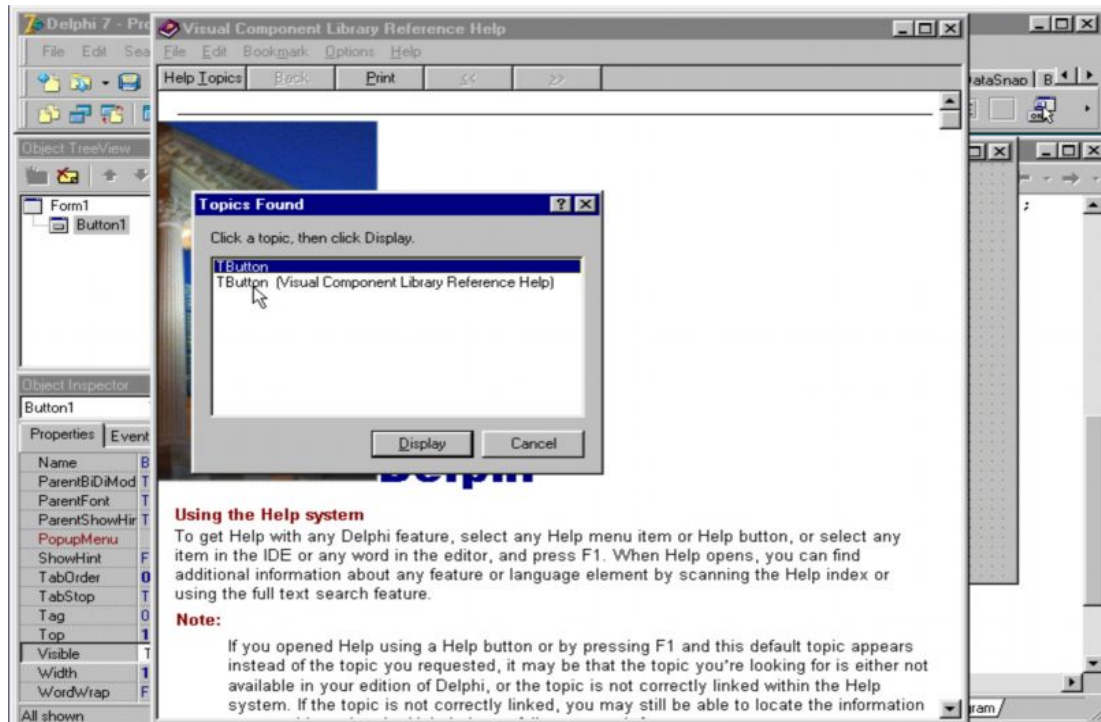 Delphi 7 - Pro
File Edit Sea
Object TreeView
Form1
Button1
Object Inspector
Button1
Properties Event
Name B
ParentBiDiMod T
ParentFont T
ParentShowHir T
PopupMenu
ShowHint F
TabOrder 0
TabStop T
Tag 0
Top 1
Visible T
Width 1
WordWrap F
All shown
Visual Component Library Reference Help
File Edit Bookmark Options Help
Help Topics Back Print << >>
Topics Found
Click a topic, then click Display.
TButton
TButton (Visual Component Library Reference Help)
Display Cancel
Delphi
Using the Help system
To get Help with any Delphi feature, select any Help menu item or Help button, or select any
item in the IDE or any word in the editor, and press F1. When Help opens, you can find
additional information about any feature or language element by scanning the Help index or
using the full text search feature.
Note:
If you opened Help using a Help button or by pressing F1 and this default topic appears
instead of the topic you requested, it may be that the topic you're looking for is either not
available in your edition of Delphi, or the topic is not correctly linked within the Help
system. If the topic is not correctly linked, you may still be able to locate the information
ataSnap B
OK
;
ram